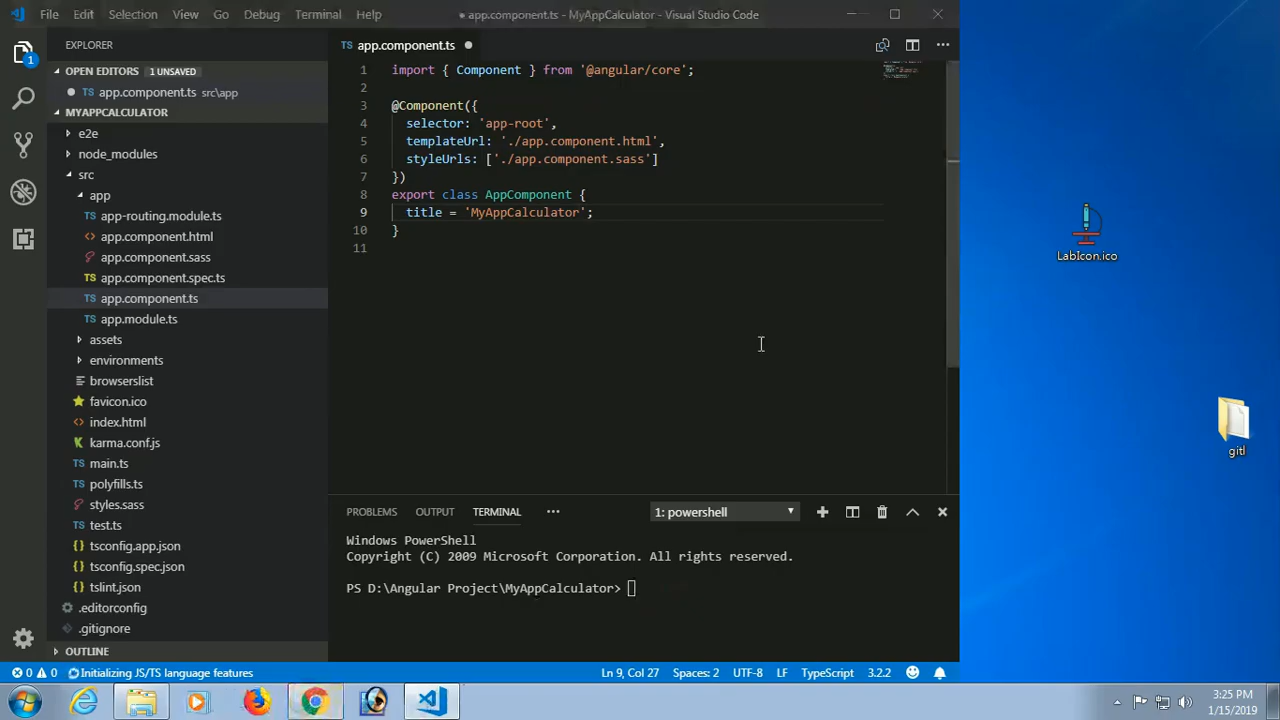 File Edit Selection View Go Debug Terminal Help
app.component.ts - MyAppCalculator - Visual Studio Code
EXPLORER
OPEN EDITORS 1 UNSAVED
app.component.ts src\app
MYAPPCALCULATOR
e2e
node_modules
src
app
app-routing.module.ts
app.component.html
app.component.sass
TS app.component.spec.ts
TS app.component.ts
TS app.module.ts
assets
environments
browserslist
favicon.ico
index.html
karma.conf.js
TS main.ts
TS polyfills.ts
styles.sass
TS test.ts
tsconfig.app.json
tsconfig.spec.json
tslint.json
.editorconfig
.gitignore
OUTLINE
1
TS app.component.ts
1 import { Component } from '@angular/core';
2
3 @Component({
4 selector: 'app-root',
5 templateUrl: './app.component.html',
6 styleUrls: ['./app.component.sass']
7 })
8 export class AppComponent {
9 title = 'MyAppCalculator';
10 }
11
PROBLEMS OUTPUT TERMINAL ••• 1: powershell
Windows PowerShell
Copyright (C) 2009 Microsoft Corporation. All rights reserved.
PS D:\Angular Project\MyAppCalculator>
0 0 Initializing JS/TS language features Ln 9, Col 27 Spaces: 2 UTF-8 LF TypeScript 3.2.2
LabIcon.ico
gitl
3:25 PM
1/15/2019